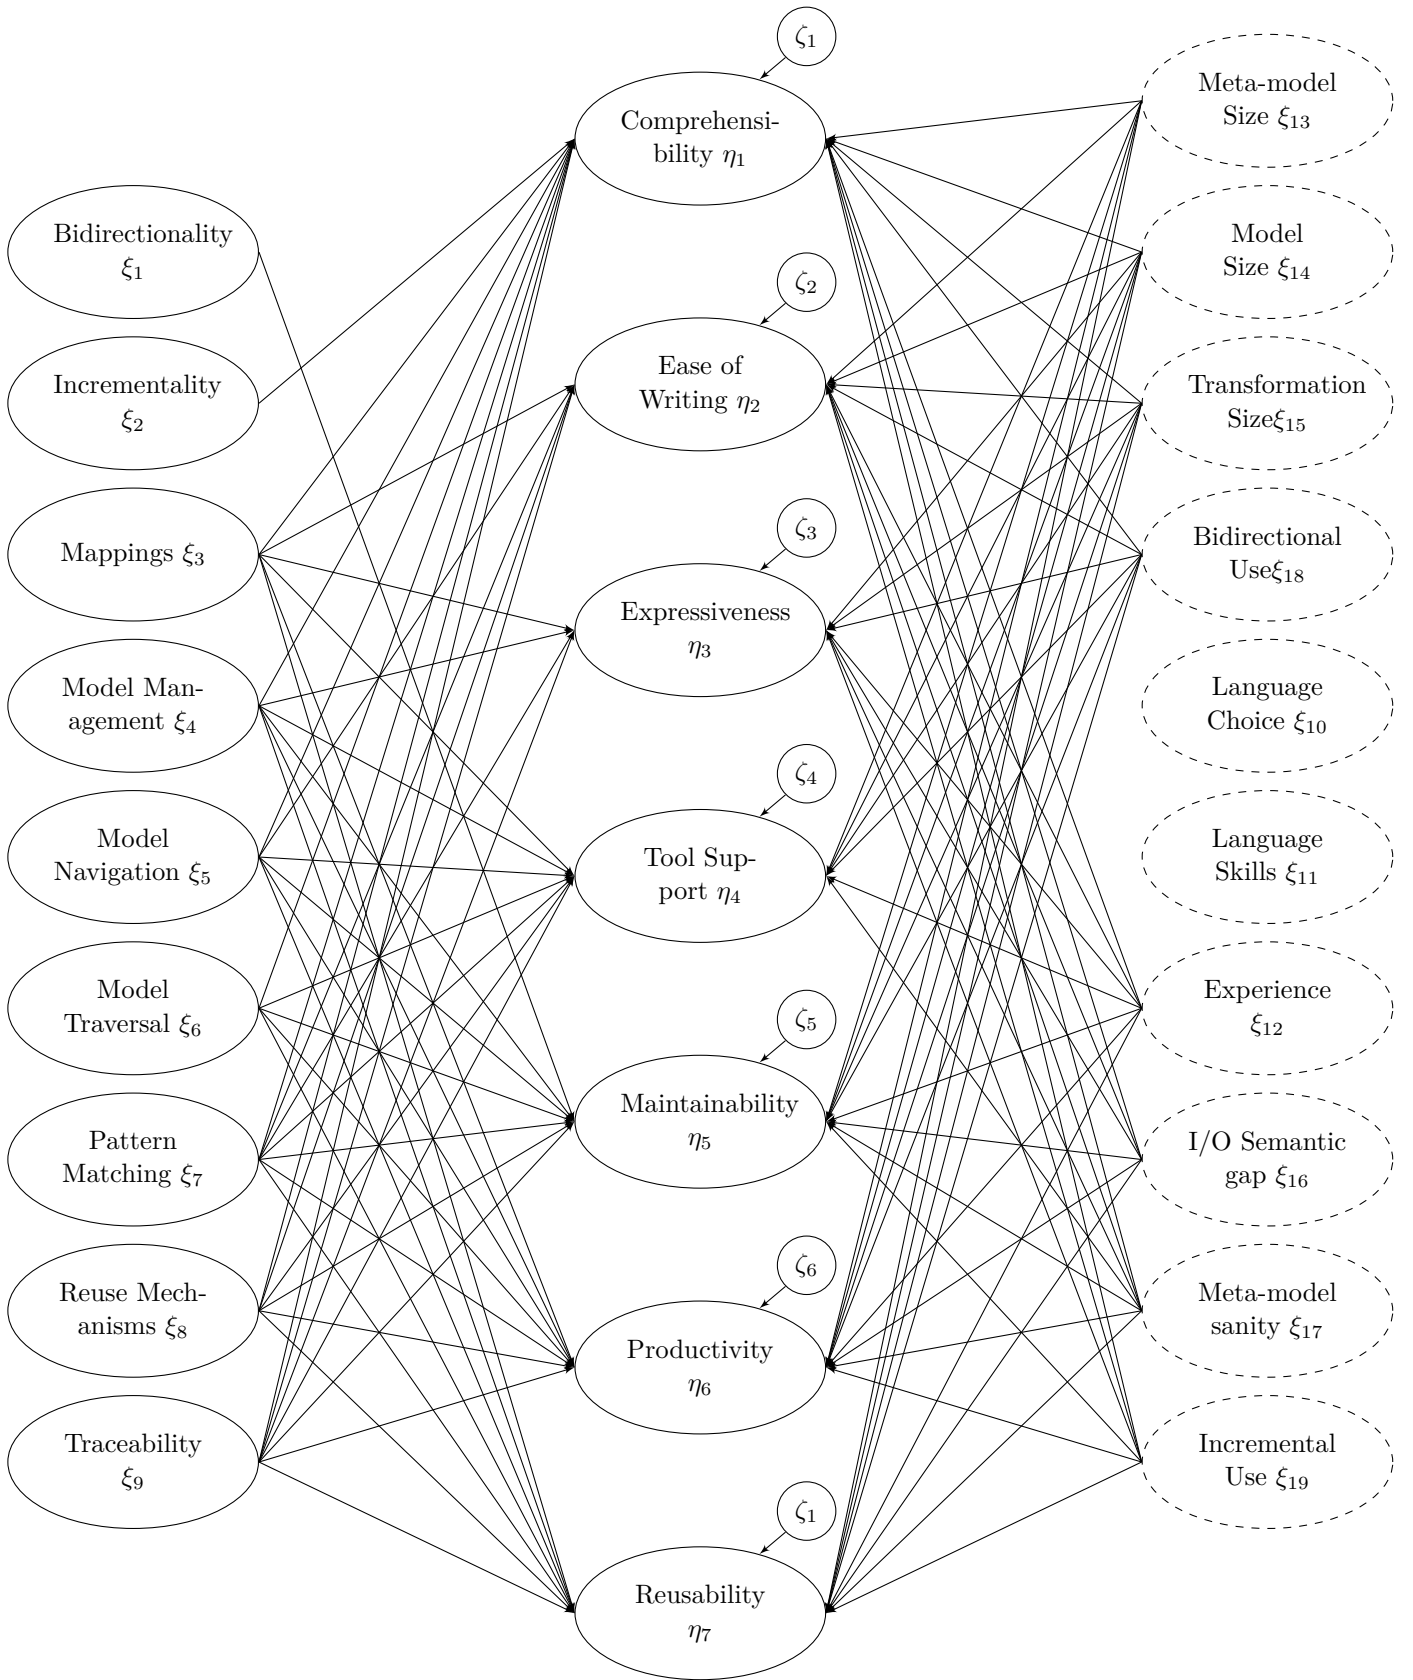 Bidirectionality
ξ1
Incrementality
ξ2
Mappings ξ3
Model Man-
agement ξ4
Model
Navigation ξ5
Model
Traversal ξ6
Pattern
Matching ξ7
Reuse Mech-
anisms ξ8
Traceability
ξ9
ζ1
Comprehensi-
bility η1
ζ2
Ease of
Writing η2
ζ3
Expressiveness
η3
ζ4
Tool Sup-
port η4
ζ5
Maintainability
η5
ζ6
Productivity
η6
ζ1
Reusability
η7
Meta-model
Size ξ13
Model
Size ξ14
Transformation
Sizeξ15
Bidirectional
Useξ18
Language
Choice ξ10
Language
Skills ξ11
Experience
ξ12
I/O Semantic
gap ξ16
Meta-model
sanity ξ17
Incremental
Use ξ19